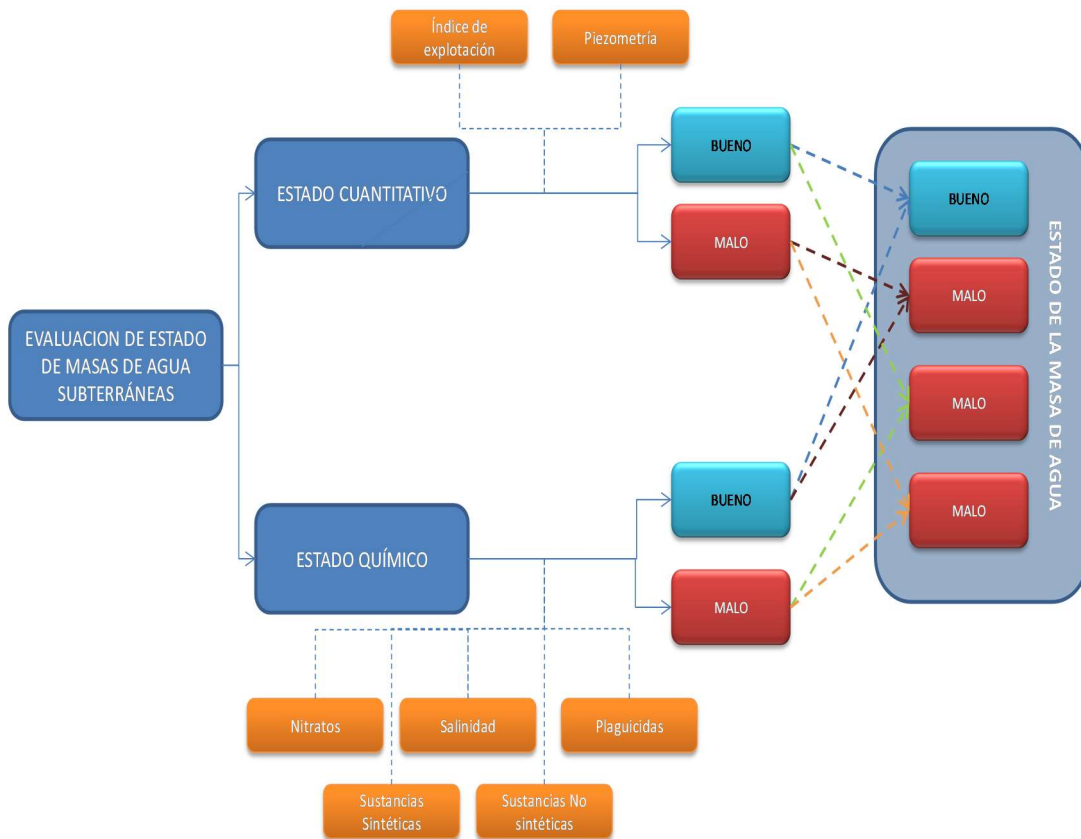 Índice de
explotación
Piezometría
ESTADO CUANTITATIVO
BUENO
MALO
BUENO
MALO
MALO
MALO
ESTADO DE LA MASA DE AGUA
EVALUACION DE ESTADO
DE MASAS DE AGUA
SUBTERRÁNEAS
ESTADO QUÍMICO
BUENO
MALO
Nitratos
Salinidad
Plaguicidas
Sustancias
Sintéticas
Sustancias No
sintéticas